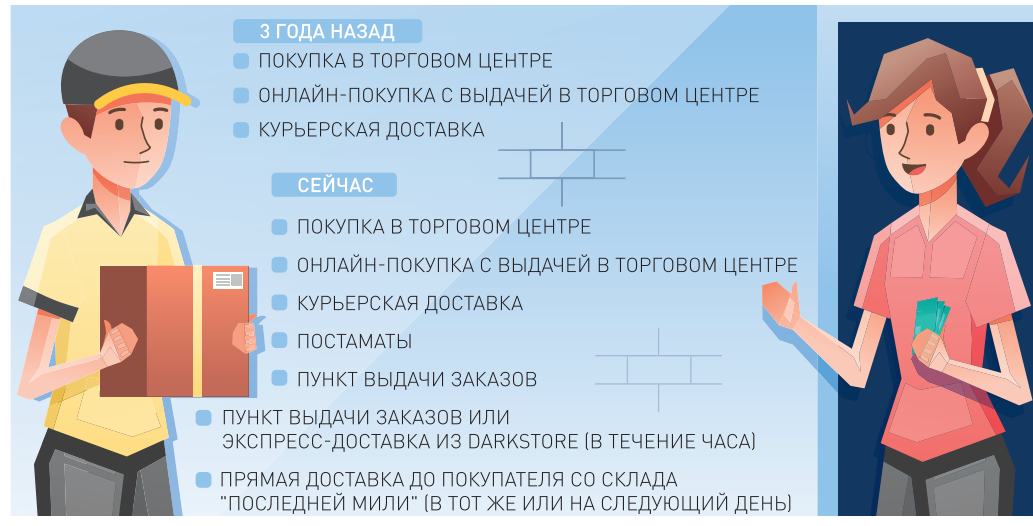 3 ГОДА НАЗАД
ПОКУПКА В ТОРГОВОМ ЦЕНТРЕ
ОНЛАЙН-ПОКУПКА С ВЫДАЧЕЙ В ТОРГОВОМ ЦЕНТРЕ
КУРЬЕРСКАЯ ДОСТАВКА
СЕЙЧАС
ПОКУПКА В ТОРГОВОМ ЦЕНТРЕ
ОНЛАЙН-ПОКУПКА С ВЫДАЧЕЙ В ТОРГОВОМ ЦЕНТРЕ
КУРЬЕРСКАЯ ДОСТАВКА
ПОСТАМАТЫ
ПУНКТ ВЫДАЧИ ЗАКАЗОВ
ПУНКТ ВЫДАЧИ ЗАКАЗОВ ИЛИ
ЭКСПРЕСС-ДОСТАВКА ИЗ DARKSTORE (В ТЕЧЕНИЕ ЧАСА)
ПРЯМАЯ ДОСТАВКА ДО ПОКУПАТЕЛЯ СО СКЛАДА
"ПОСЛЕДНЕЙ МИЛИ" (В ТОТ ЖЕ ИЛИ НА СЛЕДУЮЩИЙ ДЕНЬ)